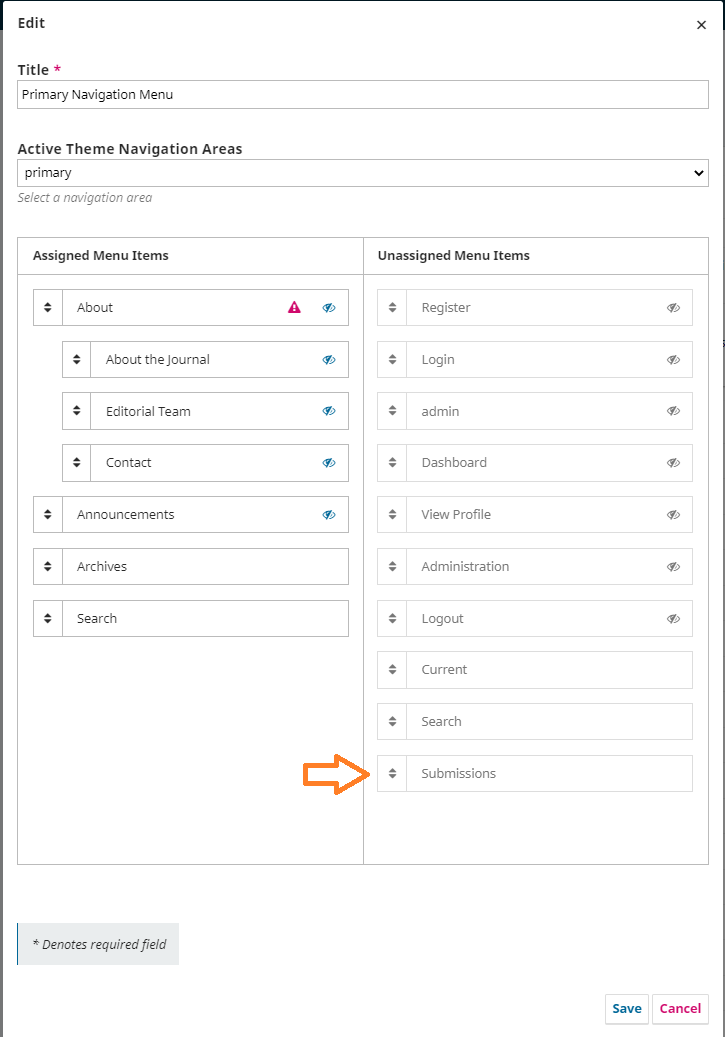 Edit
Title *
Primary Navigation Menu
Active Theme Navigation Areas
primary
Select a navigation area
Assigned Menu Items
About
About the Journal
Editorial Team
Contact
Announcements
Archives
Search
Unassigned Menu Items
Register
Login
admin
Dashboard
View Profile
Administration
Logout
Current
Search
Submissions
* Denotes required field
Save
Cancel